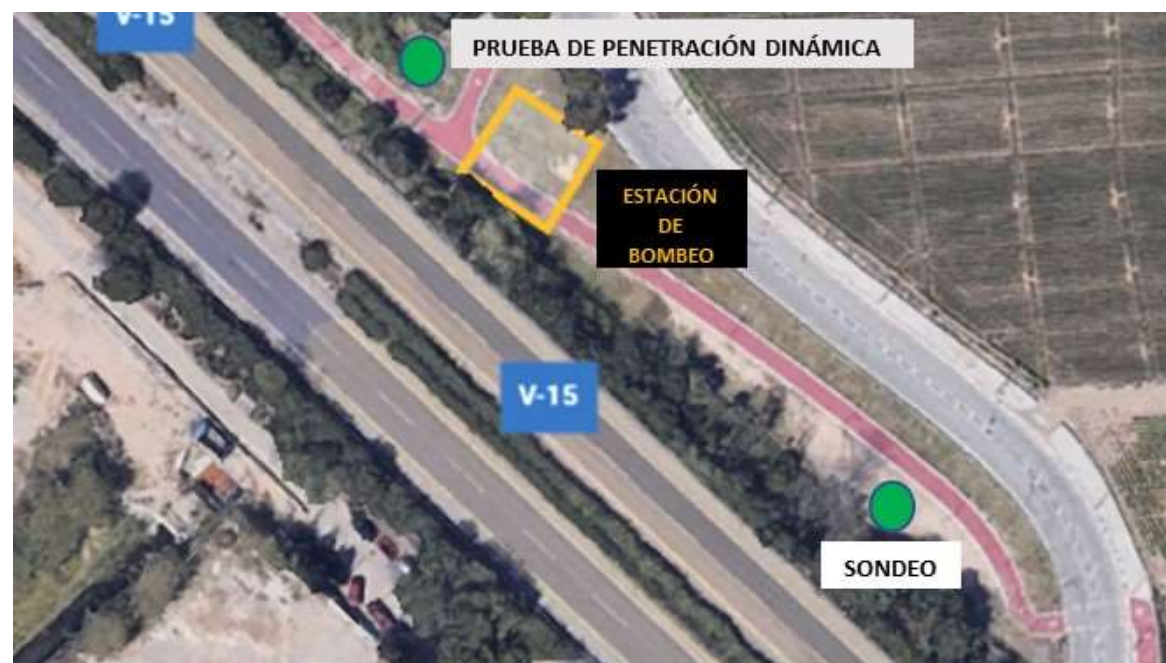 V-15
PRUEBA DE PENETRACIÓN DINÁMICA
ESTACIÓN
DE
BOMBEO
V-15
SONDEO